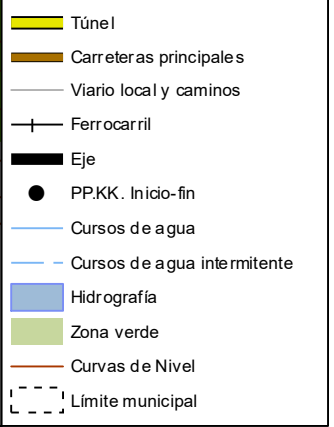 Túnel
Carreteras principales
Viario local y caminos
Ferrocarril
Eje
PP.KK. Inicio-fin
Cursos de agua
Cursos de agua intermitente
Hidrografía
Zona verde
Curvas de Nivel
Límite municipal